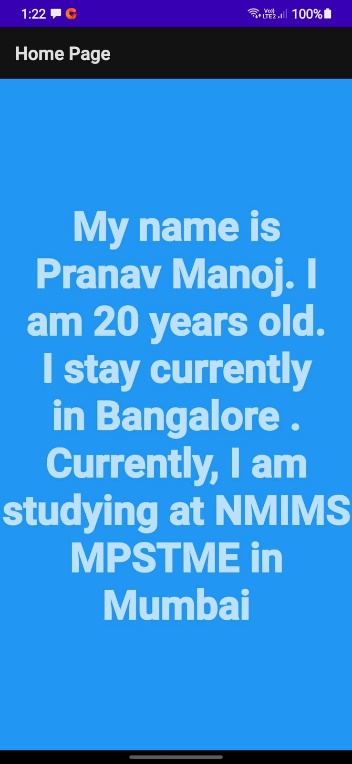 1:22 100%
Home Page
My name is
Pranav Manoj. I
am 20 years old.
I stay currently
in Bangalore .
Currently, I am
studying at NMIMS
MPSTME in
Mumbai